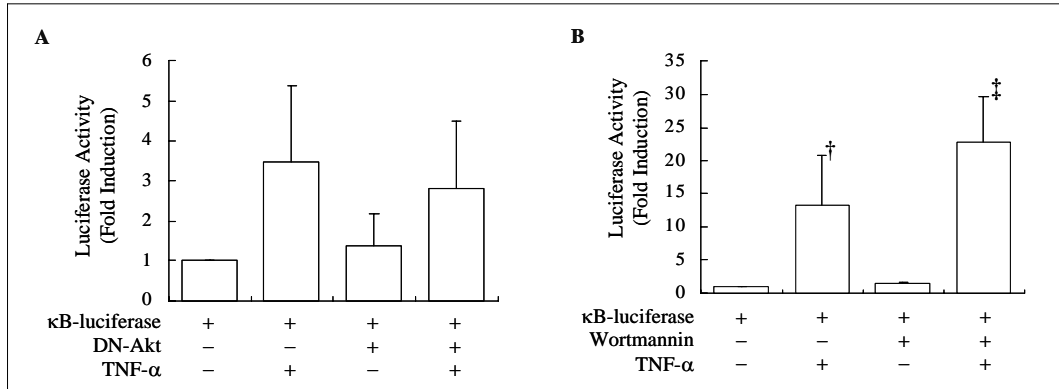 A
Luciferase Activity
(Fold Induction)
6
5
4
3
2
1
0
κB-luciferase + + + +
DN-Akt − − + +
TNF-α − + − +
B
Luciferase Activity
(Fold Induction)
35
30
25
20
15
10
5
0
†
‡
κB-luciferase + + + +
Wortmannin − − + +
TNF-α − + − +